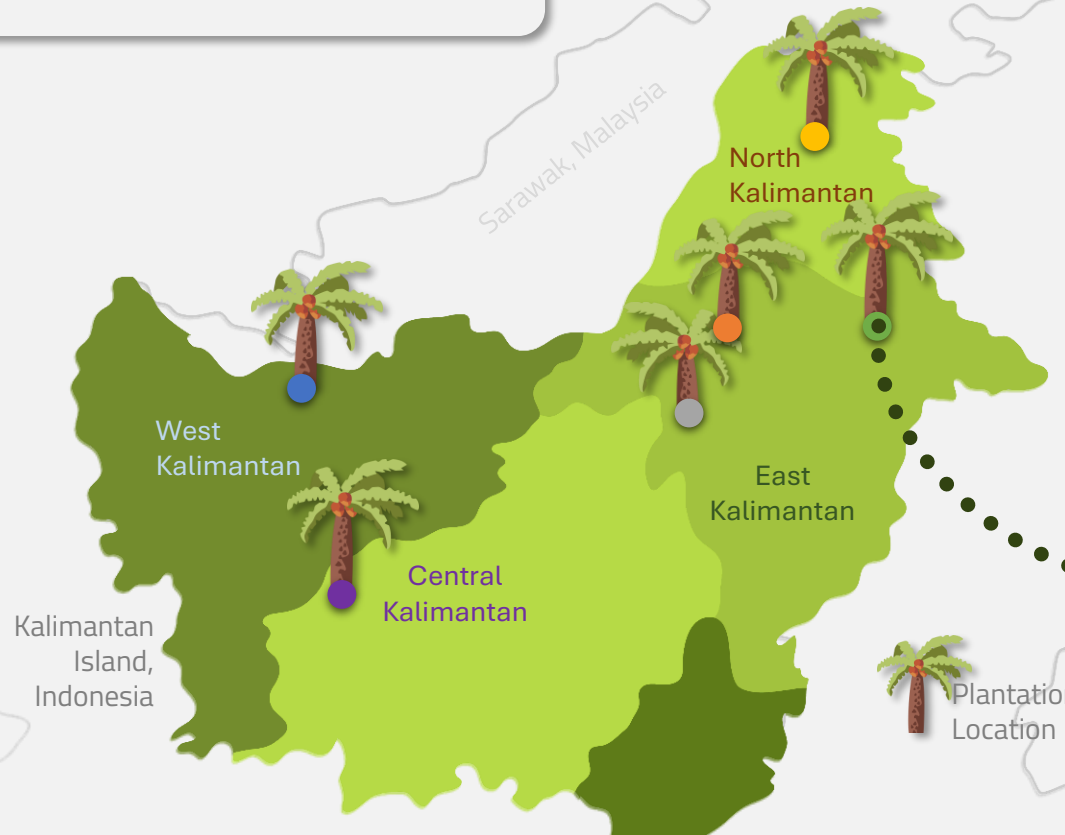 Sarawak, Malaysia
North
Kalimantan
West
Kalimantan
East
Kalimantan
Central
Kalimantan
Kalimantan
Island,
Indonesia
Plantatio
Location